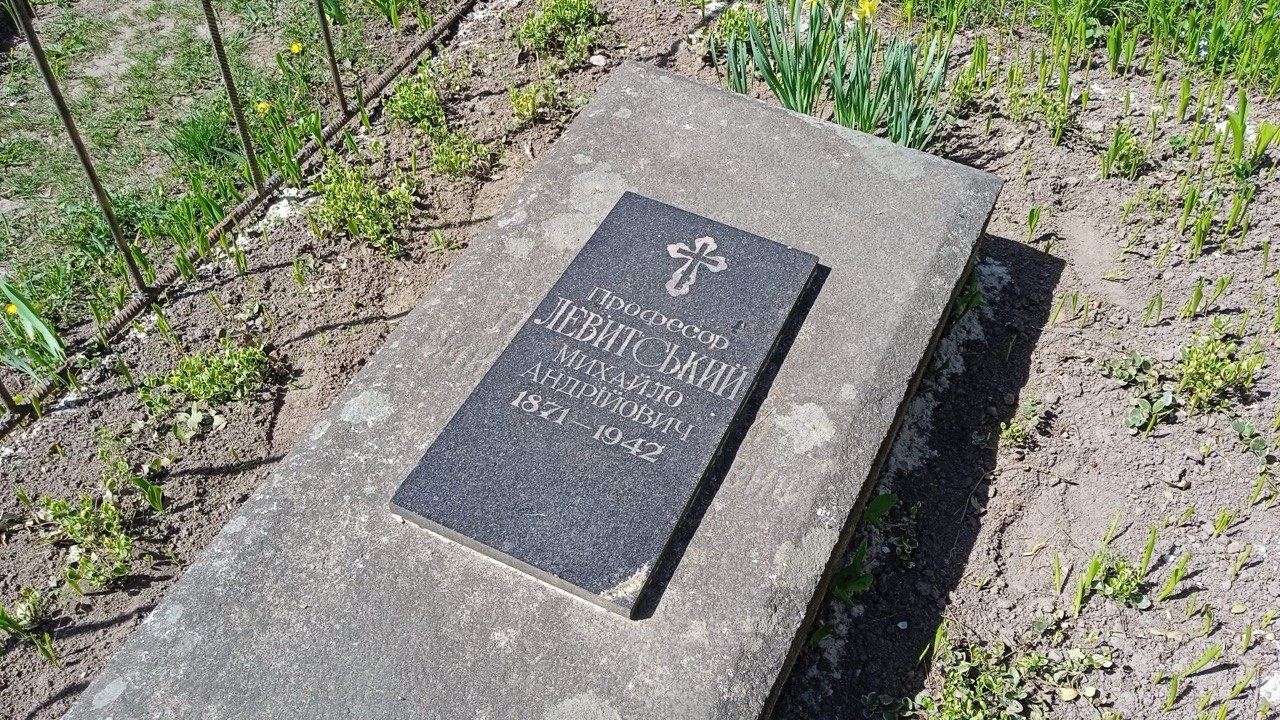 Професор
ЛЕВИТСЬКИЙ
МИХАЙЛО
АНДРІЙОВИЧ
1871-1942